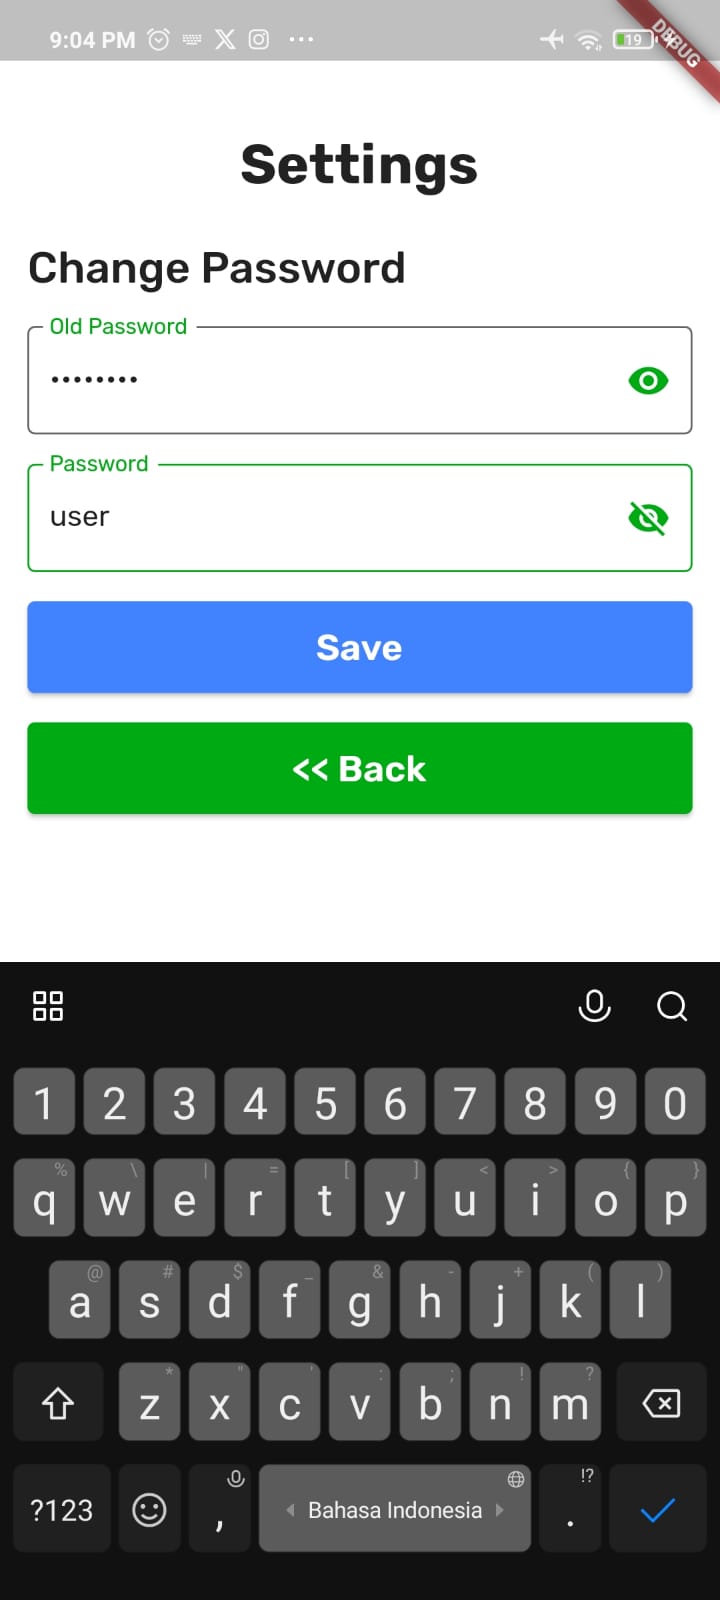 9:04 PM
19
DEBUG
Settings
Change Password
Old Password
••••••••
Password
user
Save
<< Back
1 2 3 4 5 6 7 8 9 0
% \ | = [ ] < > { }
q w e r t y u i o p
@ # $ _ & - + ( )
a s d f g h j k l
* " ' : ; ! ?
z x c v b n m
!?
?123 , Bahasa Indonesia .